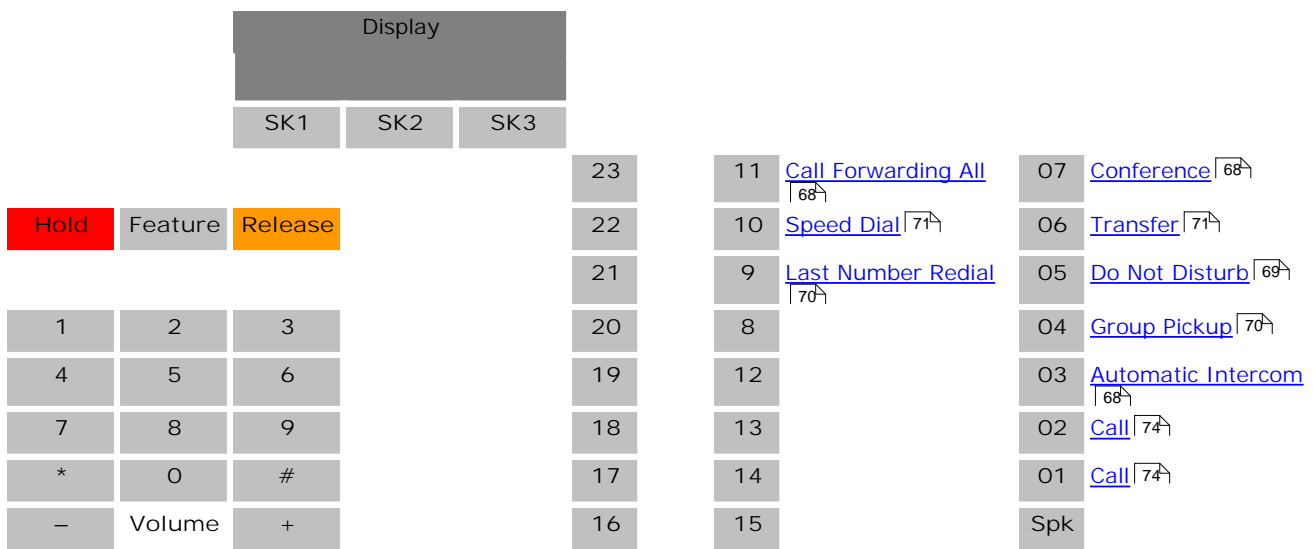 Display
SK1 SK2 SK3
23 11 Call Forwarding All 07 Conference 68
68
Hold Feature Release 22 10 Speed Dial 71 06 Transfer 71
21 9 Last Number Redial 05 Do Not Disturb 69
70
1 2 3 20 8 04 Group Pickup 70
4 5 6 19 12 03 Automatic Intercom
68
7 8 9 18 13 02 Call 74
* 0 # 17 14 01 Call 74
– Volume + 16 15 Spk